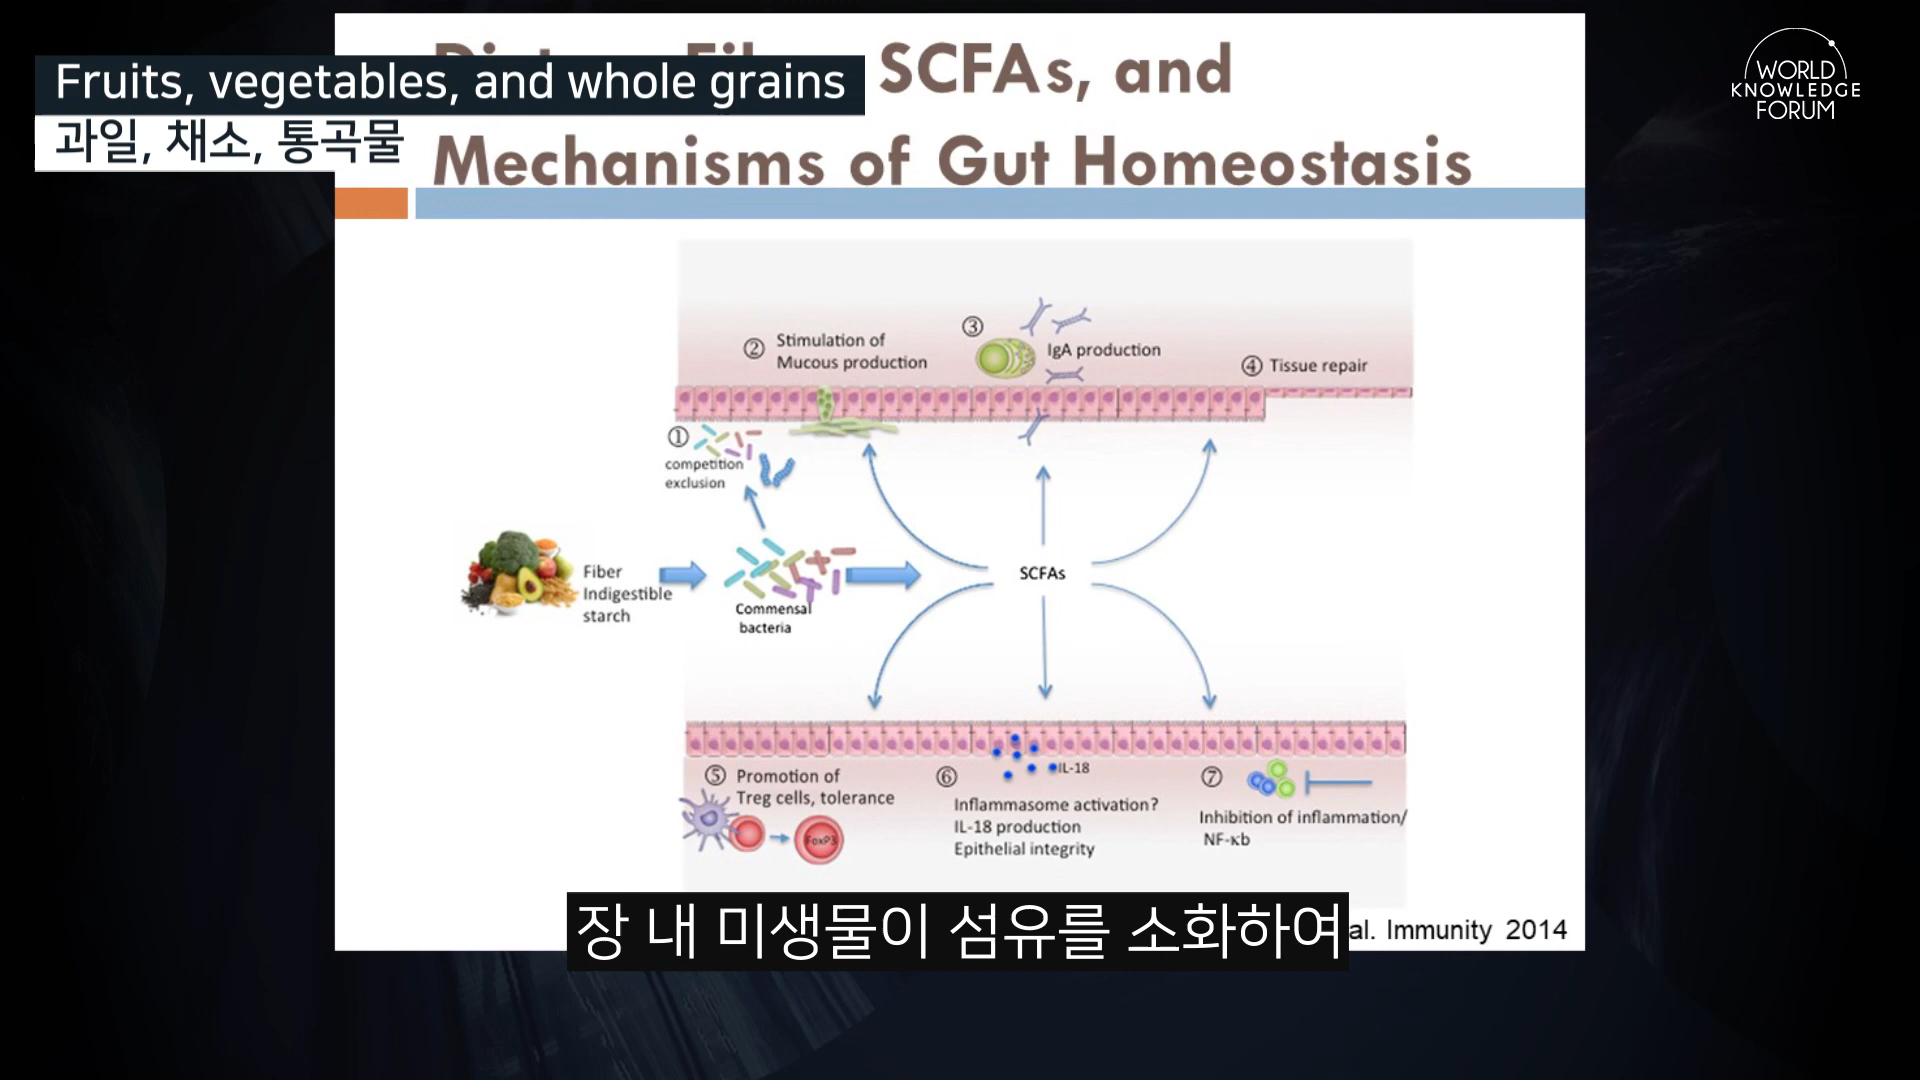 Fruits, vegetables, and whole grains
과일, 채소, 통곡물
SCFAs, and
Mechanisms of Gut Homeostasis
WORLD
KNOWLEDGE
FORUM
② Stimulation of
Mucous production
③
IgA production
④ Tissue repair
①
competition
exclusion
Fiber
Indigestible
starch
Commensal
bacteria
SCFAs
⑤ Promotion of
Treg cells, tolerance
FoxP3
⑥
IL-18
Inflammasome activation?
IL-18 production
Epithelial integrity
⑦
Inhibition of inflammation/
NF-κb
장 내 미생물이 섬유를 소화하여
al. Immunity 2014